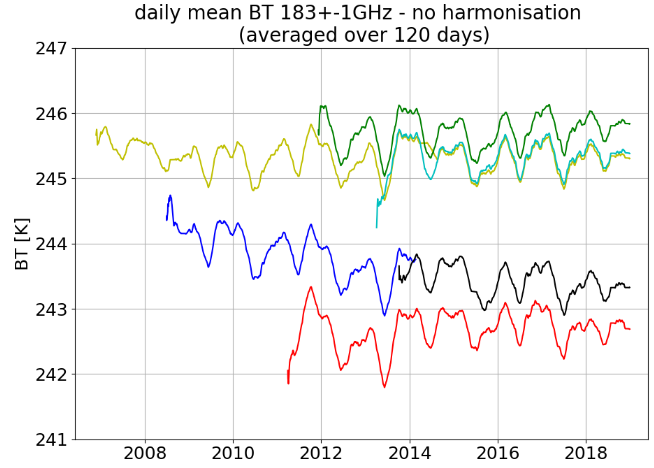 daily mean BT 183+-1GHz - no harmonisation
(averaged over 120 days)
BT [K]
247
246
245
244
243
242
241
2008 2010 2012 2014 2016 2018